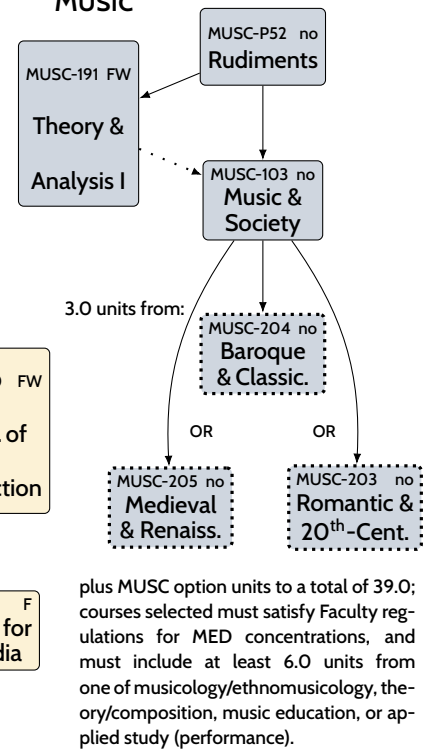 Music
MUSC-P52 no
Rudiments
MUSC-191 FW
Theory &
Analysis I
MUSC-103 no
Music &
Society
3.0 units from:
MUSC-204 no
Baroque
& Classic.
OR
OR
MUSC-205 no
Medieval
& Renaiss.
MUSC-203 no
Romantic &
20th-Cent.
FW
of
F
for
plus MUSC option units to a total of 39.0;
courses selected must satisfy Faculty reg-
ulations for MED concentrations, and
must include at least 6.0 units from
one of musicology/ethnomusicology, the-
ory/composition, music education, or ap-
plied study (performance).